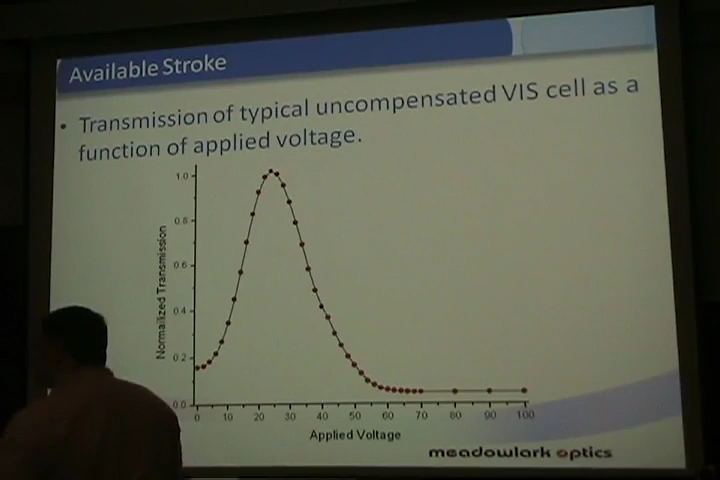 Available Stroke
• Transmission of typical uncompensated VIS cell as a
function of applied voltage.
1.0
0.8
0.6
0.4
0.2
0.0
Normalized Transmission
0 10 20 30 40 50 60 70 80 90 100
Applied Voltage
meadowlark optics